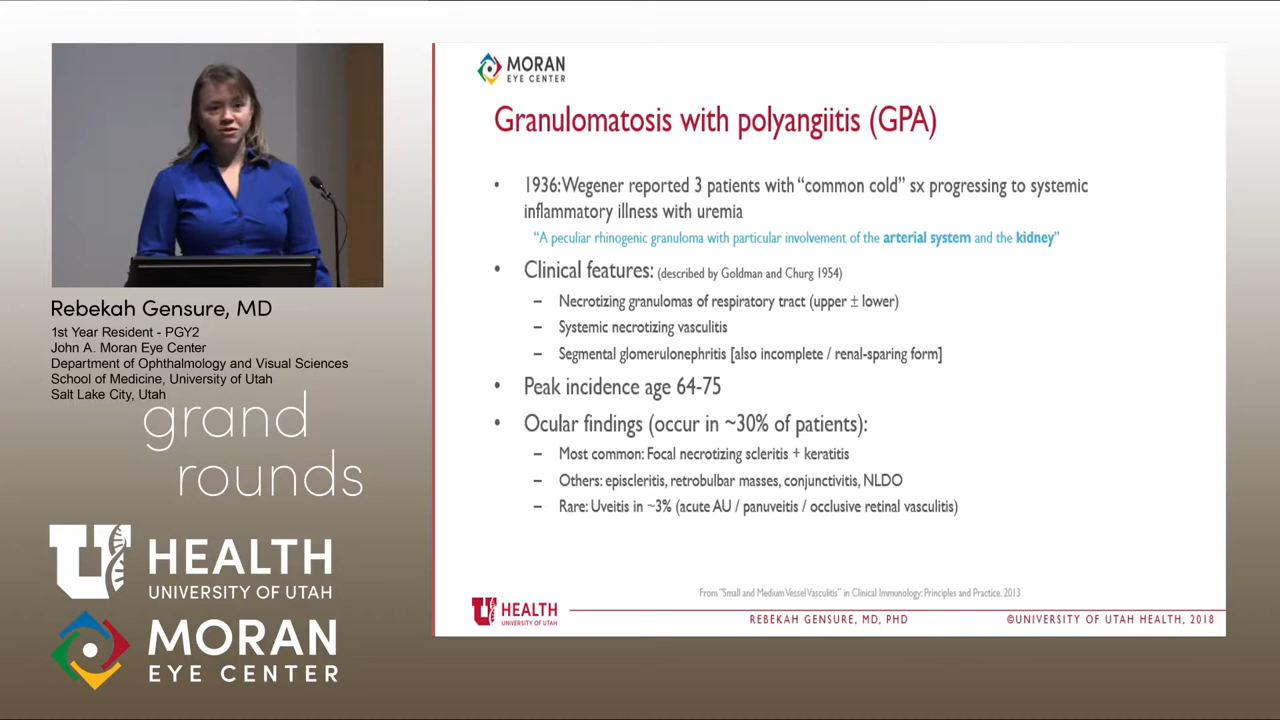 Rebekah Gensure, MD
1st Year Resident - PGY2
John A. Moran Eye Center
Department of Ophthalmology and Visual Sciences
School of Medicine, University of Utah
Salt Lake City, Utah
grand
rounds
U HEALTH
UNIVERSITY OF UTAH
MORAN
EYE CENTER
MORAN
EYE CENTER
Granulomatosis with polyangiitis (GPA)
• 1936: Wegener reported 3 patients with “common cold” sx progressing to systemic
inflammatory illness with uremia
“A peculiar rhinogenic granuloma with particular involvement of the arterial system and the kidney”
• Clinical features: (described by Goldman and Churg 1954)
– Necrotizing granulomas of respiratory tract (upper ± lower)
– Systemic necrotizing vasculitis
– Segmental glomerulonephritis [also incomplete / renal-sparing form]
• Peak incidence age 64-75
• Ocular findings (occur in ~30% of patients):
– Most common: Focal necrotizing scleritis + keratitis
– Others: episcleritis, retrobulbar masses, conjunctivitis, NLDO
– Rare: Uveitis in ~3% (acute AU / panuveitis / occlusive retinal vasculitis)
From “Small and Medium Vessel Vasculitis” in Clinical Immunology: Principles and Practice. 2013
U HEALTH
UNIVERSITY OF UTAH
REBEKAH GENSURE, MD, PHD
©UNIVERSITY OF UTAH HEALTH, 2018